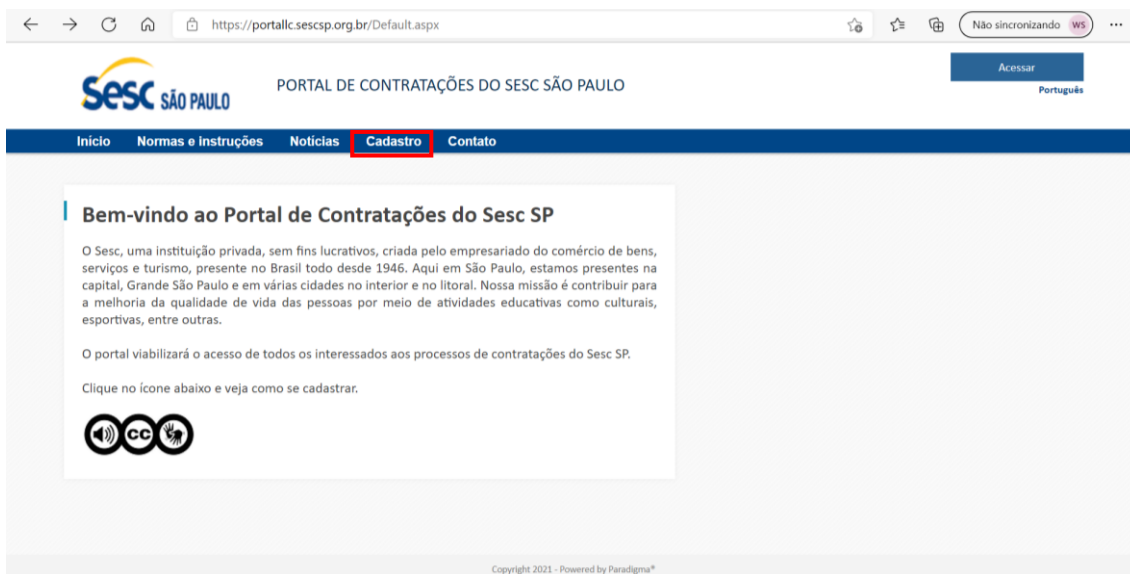 https://portallc.sescsp.org.br/Default.aspx
Não sincronizando WS
Sesc SÃO PAULO
PORTAL DE CONTRATAÇÕES DO SESC SÃO PAULO
Acessar
Português
Início Normas e instruções Notícias Cadastro Contato
Bem-vindo ao Portal de Contratações do Sesc SP
O Sesc, uma instituição privada, sem fins lucrativos, criada pelo empresariado do comércio de bens,
serviços e turismo, presente no Brasil todo desde 1946. Aqui em São Paulo, estamos presentes na
capital, Grande São Paulo e em várias cidades no interior e no litoral. Nossa missão é contribuir para
a melhoria da qualidade de vida das pessoas por meio de atividades educativas como culturais,
esportivas, entre outras.
O portal viabilizará o acesso de todos os interessados aos processos de contratações do Sesc SP.
Clique no ícone abaixo e veja como se cadastrar.
CC
Copyright 2021 - Powered by Paradigma®